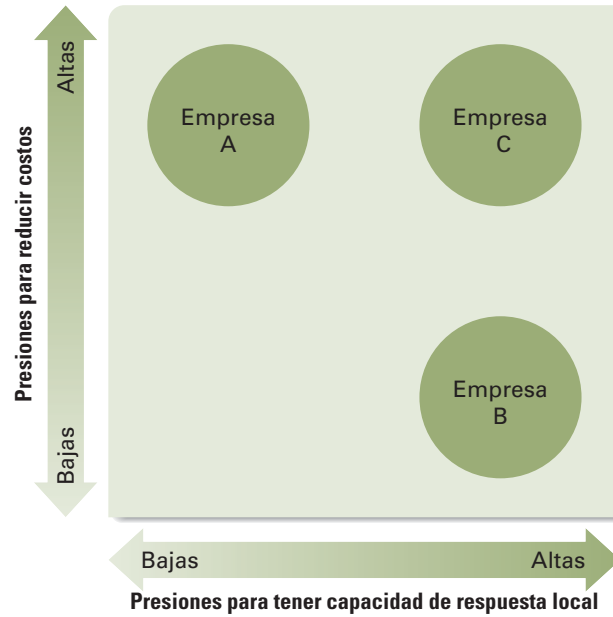 Presiones para reducir costos
Altas
Bajas
Empresa
A
Empresa
C
Empresa
B
Bajas
Altas
Presiones para tener capacidad de respuesta local